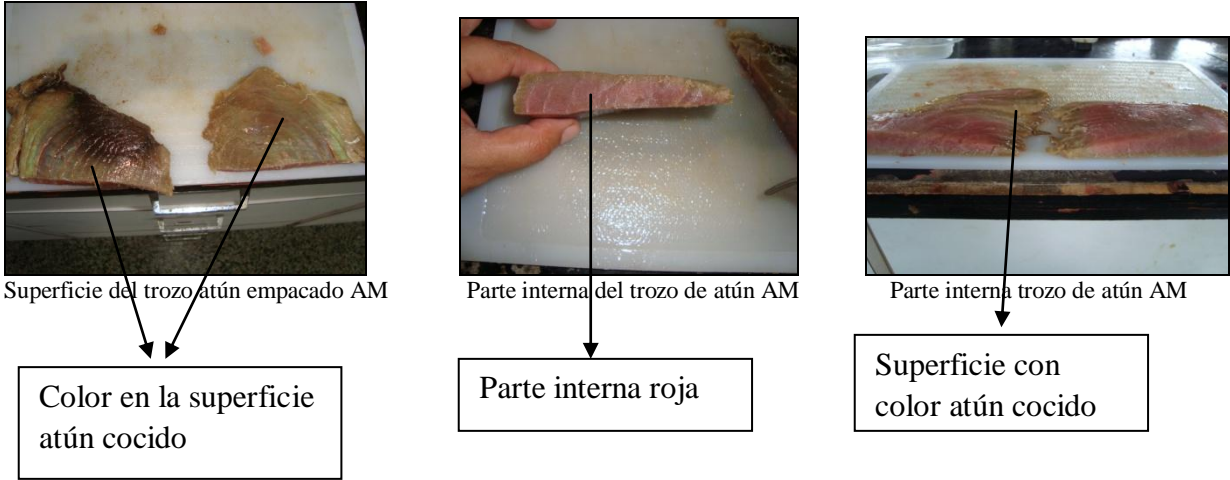 Superficie del trozo atún empacado AM
Parte interna del trozo de atún AM
Parte interna trozo de atún AM
Color en la superficie
atún cocido
Parte interna roja
Superficie con
color atún cocido